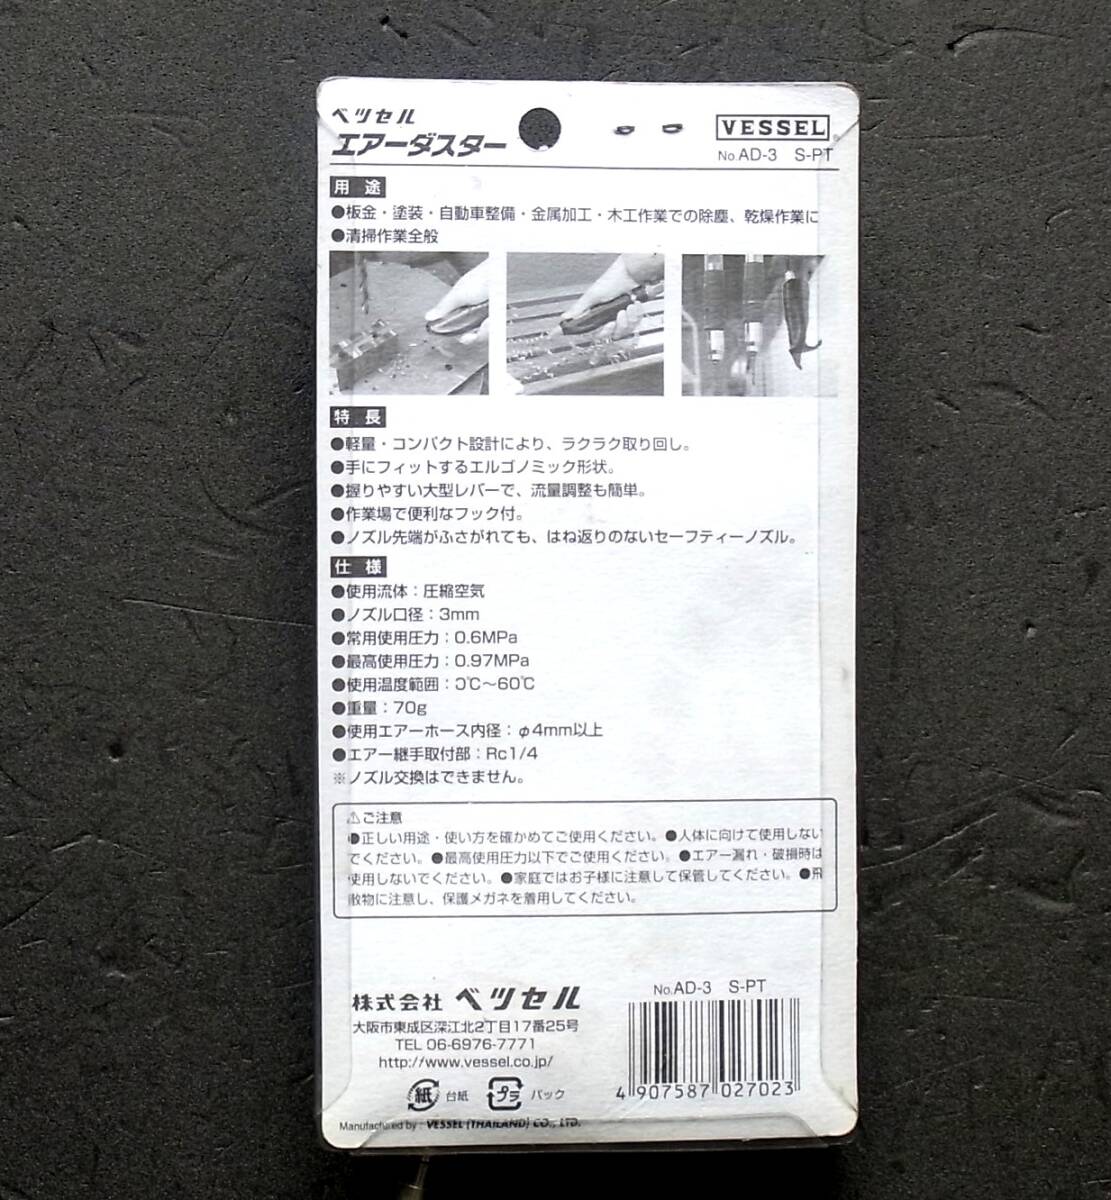 ベッセル
エアーダスター
VESSEL
No.AD-3 S-PT
用途
●板金・塗装・自動車整備・金属加工・木工作業での除塵、乾燥作業に
●清掃作業全般
特長
●軽量・コンパクト設計により、ラクラク取り回し。
●手にフィットするエルゴノミック形状。
●握りやすい大型レバーで、流量調整も簡単。
●作業場で便利なフック付。
●ノズル先端がふさがれても、はね返りのないセーフティーノズル。
仕様
●使用流体：圧縮空気
●ノズル口径：3mm
●常用使用圧力：0.6MPa
●最高使用圧力：0.97MPa
●使用温度範囲：0℃～60℃
●重量：70g
●使用エアーホース内径：φ4mm以上
●エアー継手取付部：Rc1/4
※ノズル交換はできません。
⚠ご注意
●正しい用途・使い方を確かめてご使用ください。●人体に向けて使用しない
でください。●最高使用圧力以下でご使用ください。●エアー漏れ・破損時は
使用しないでください。●家庭ではお子様に注意して保管してください。●飛
散物に注意し、保護メガネを着用してください。
株式会社 ベッセル
大阪市東成区深江北2丁目17番25号
TEL 06-6976-7771
http://www.vessel.co.jp/
紙 台紙 プラ パック
No.AD-3 S-PT
4 907587 027023
Manufactured by : VESSEL (THAILAND) CO., LTD.